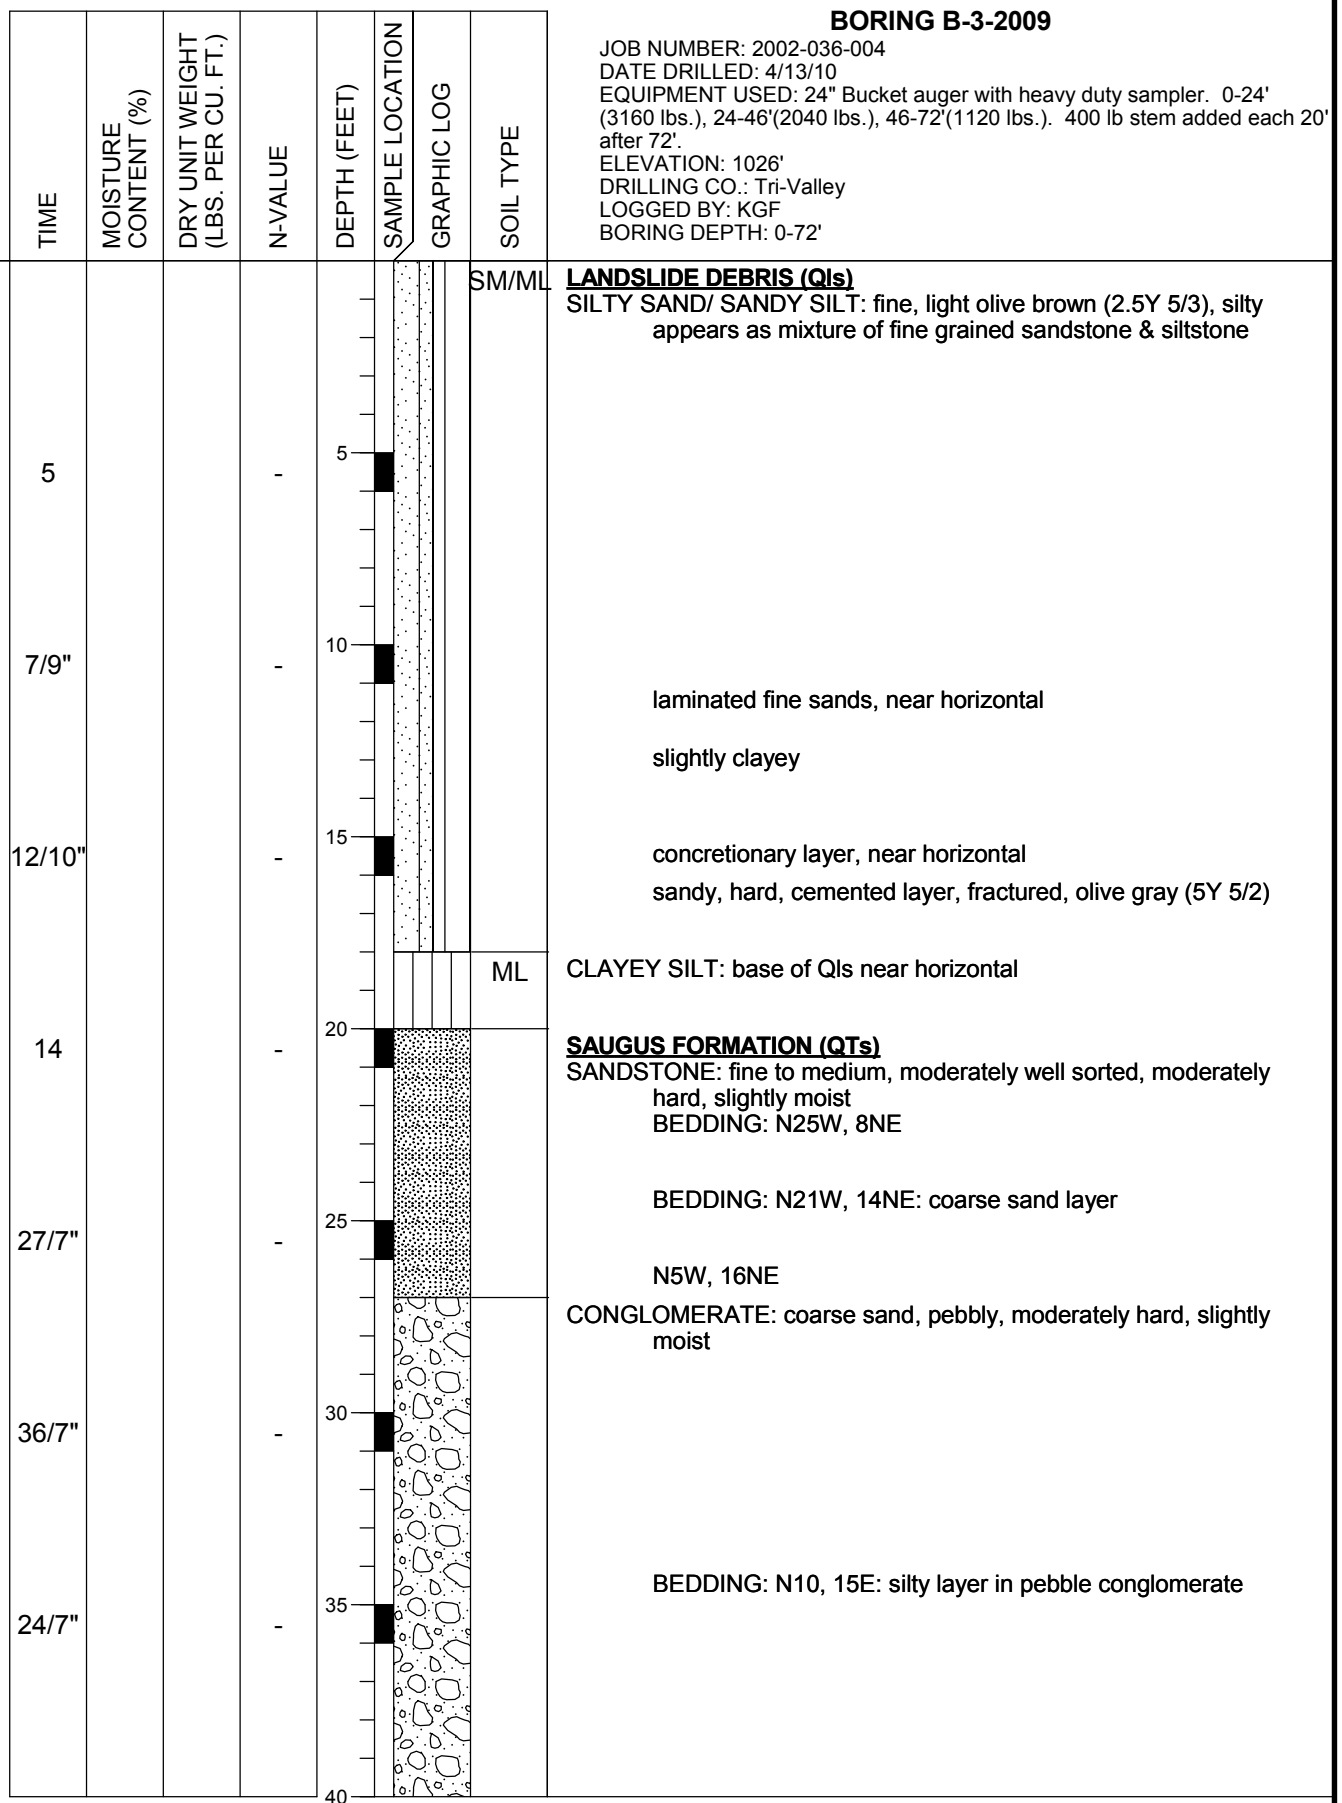 BORING B-3-2009
JOB NUMBER: 2002-036-004
DATE DRILLED: 4/13/10
EQUIPMENT USED: 24" Bucket auger with heavy duty sampler. 0-24'
(3160 lbs.), 24-46'(2040 lbs.), 46-72'(1120 lbs.). 400 lb stem added each 20'
after 72'.
ELEVATION: 1026'
DRILLING CO.: Tri-Valley
LOGGED BY: KGF
BORING DEPTH: 0-72'
TIME
MOISTURE
CONTENT (%)
DRY UNIT WEIGHT
(LBS. PER CU. FT.)
N-VALUE
DEPTH (FEET)
SAMPLE LOCATION
GRAPHIC LOG
SOIL TYPE
SM/ML LANDSLIDE DEBRIS (Qls)
SILTY SAND/ SANDY SILT: fine, light olive brown (2.5Y 5/3), silty
appears as mixture of fine grained sandstone & siltstone
5
5 -
10
7/9" -
laminated fine sands, near horizontal
slightly clayey
15
12/10" - concretionary layer, near horizontal
sandy, hard, cemented layer, fractured, olive gray (5Y 5/2)
ML CLAYEY SILT: base of Qls near horizontal
20
14 - SAUGUS FORMATION (QTs)
SANDSTONE: fine to medium, moderately well sorted, moderately
hard, slightly moist
BEDDING: N25W, 8NE
BEDDING: N21W, 14NE: coarse sand layer
25
27/7" -
N5W, 16NE
CONGLOMERATE: coarse sand, pebbly, moderately hard, slightly
moist
30
36/7" -
BEDDING: N10, 15E: silty layer in pebble conglomerate
35
24/7" -
40